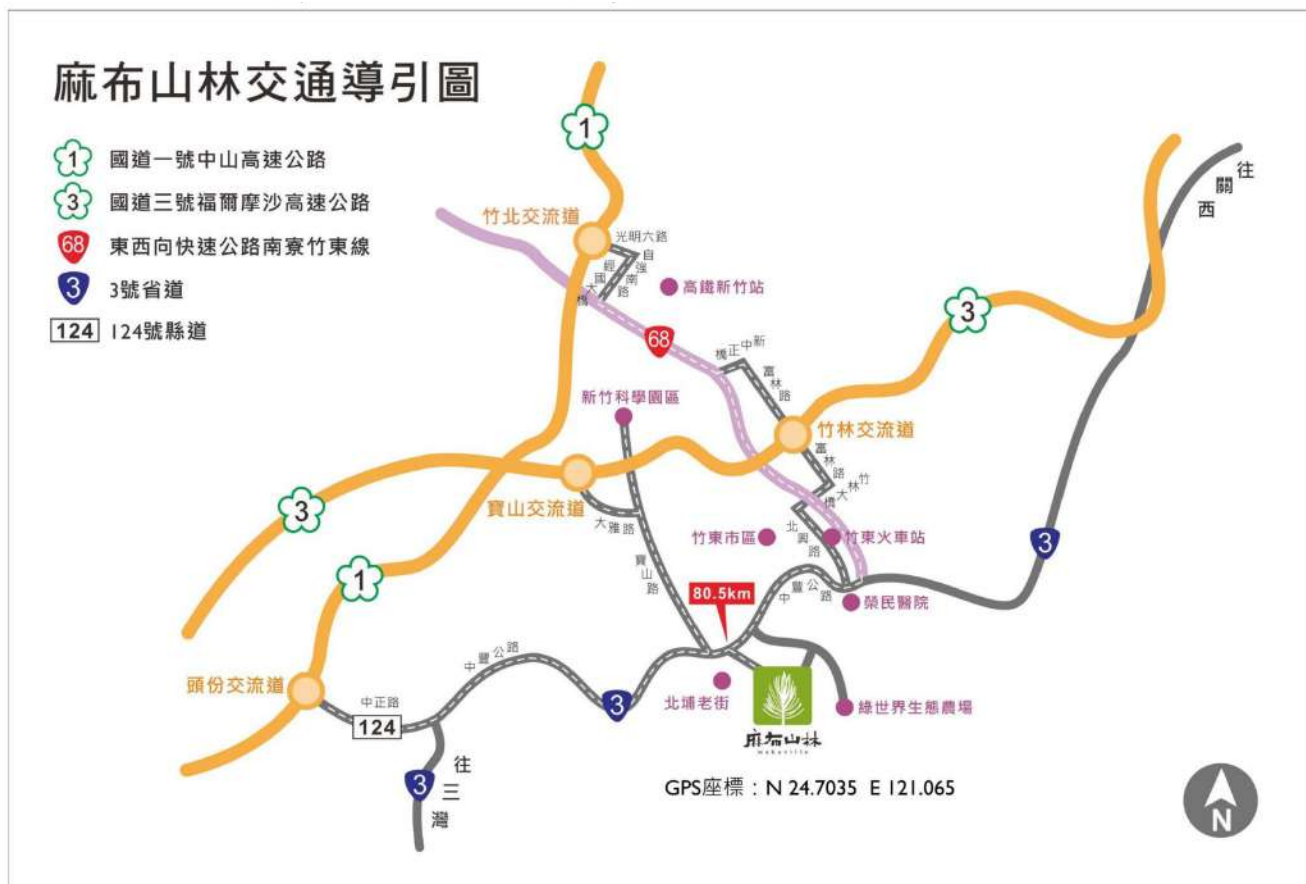 麻布山林交通導引圖
1 國道一號中山高速公路
3 國道三號福爾摩沙高速公路
68 東西向快速公路南寮竹東線
3 3號省道
124 124號縣道
1
往關西
竹北交流道
光明六路
自強南路
經國大橋
高鐵新竹站
3
68
新中正橋
富林路
新竹科學園區
竹林交流道
富林路
竹林大橋
寶山交流道
3
大雅路
北興路
竹東市區
竹東火車站
3
1
寶山路
80.5km
中豐公路
榮民醫院
中豐公路
頭份交流道
中正路
124
3
北埔老街
綠世界生態農場
麻布山林
makuville
3
往三灣
GPS座標：N 24.7035 E 121.065
N